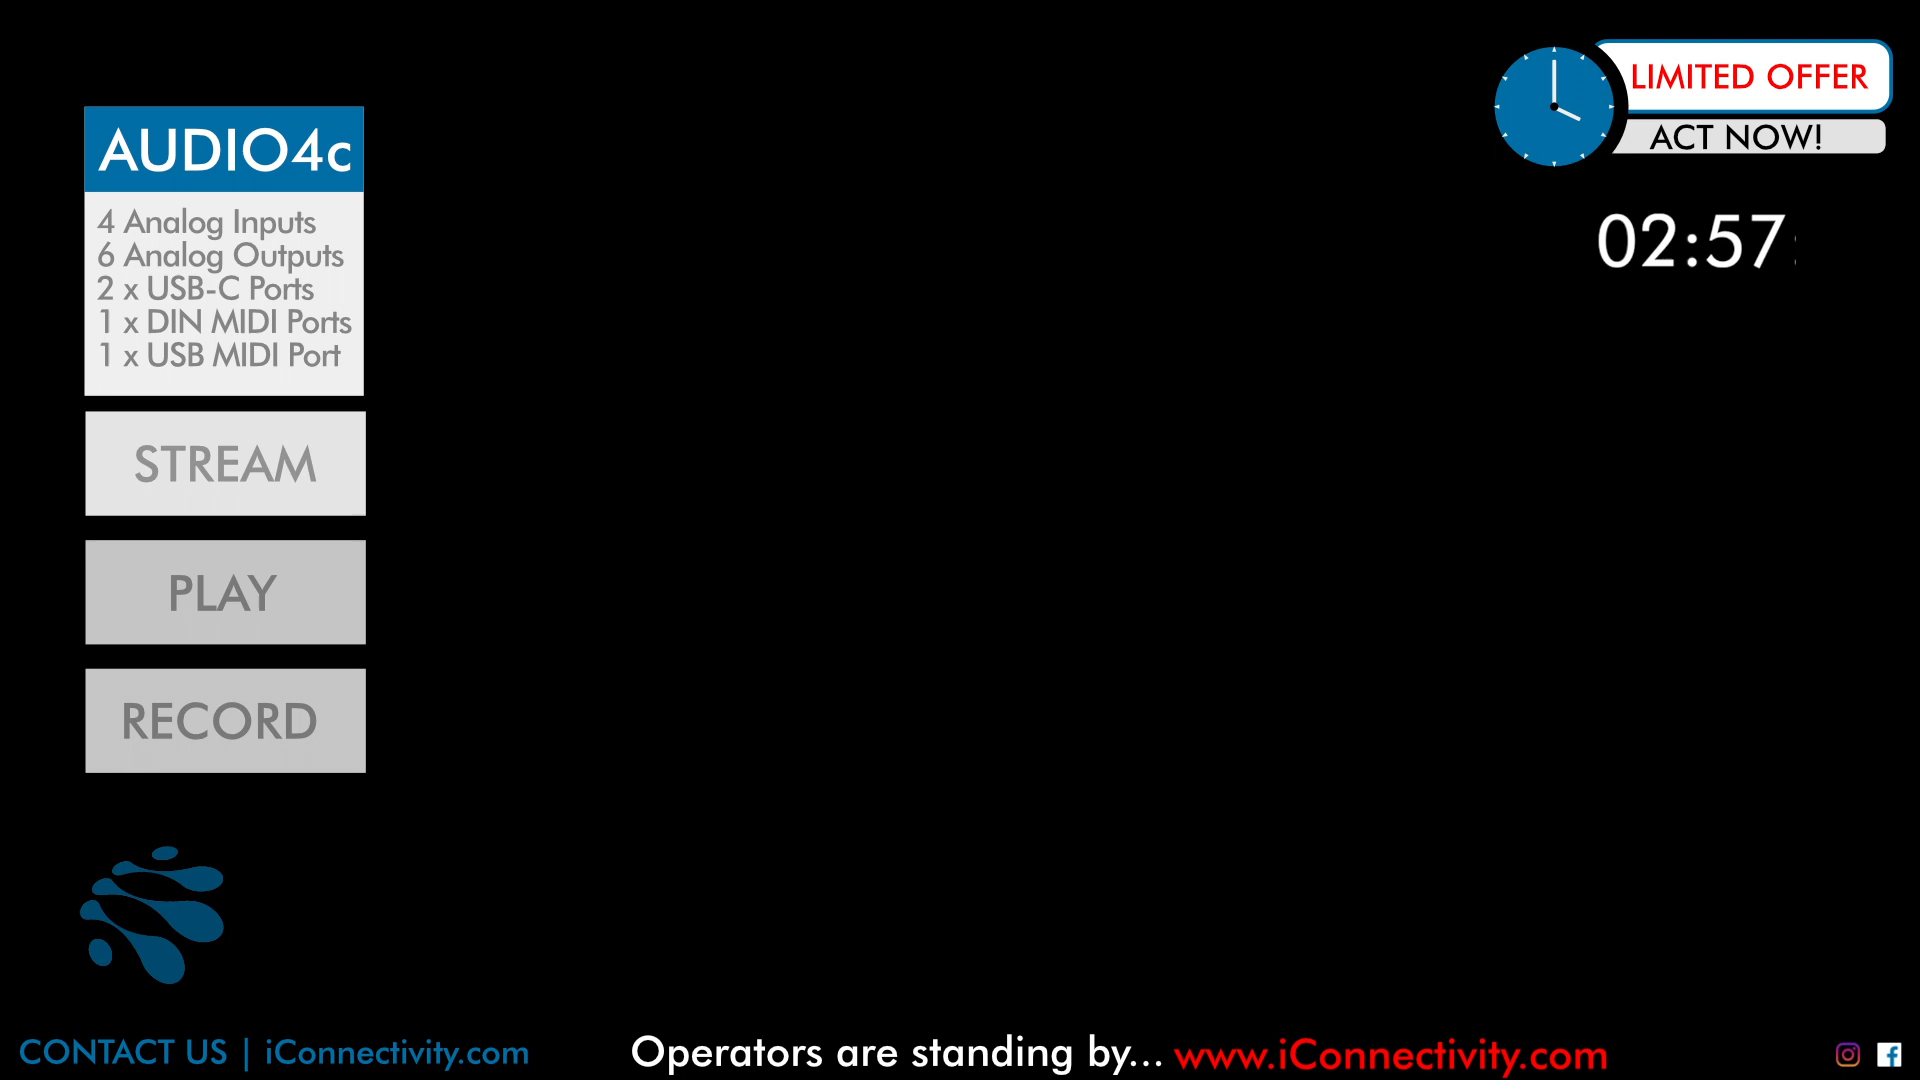 AUDIO4c
4 Analog Inputs
6 Analog Outputs
2 x USB-C Ports
1 x DIN MIDI Ports
1 x USB MIDI Port
STREAM
PLAY
RECORD
LIMITED OFFER
ACT NOW!
02:57
CONTACT US | iConnectivity.com
Operators are standing by... www.iConnectivity.com